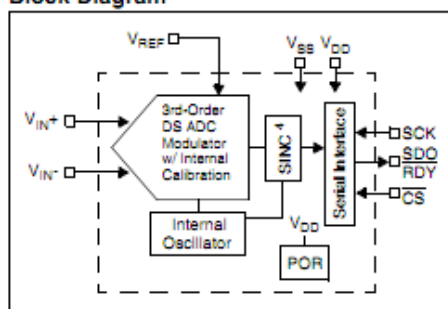 Block Diagram
VREF
VSS
VDD
VIN+
VIN-
3rd-Order
DS ADC
Modulator
w/ Internal
Calibration
SINC4
Serial Interface
SCK
SDO
RDY
CS
Internal
Oscillator
VDD
POR